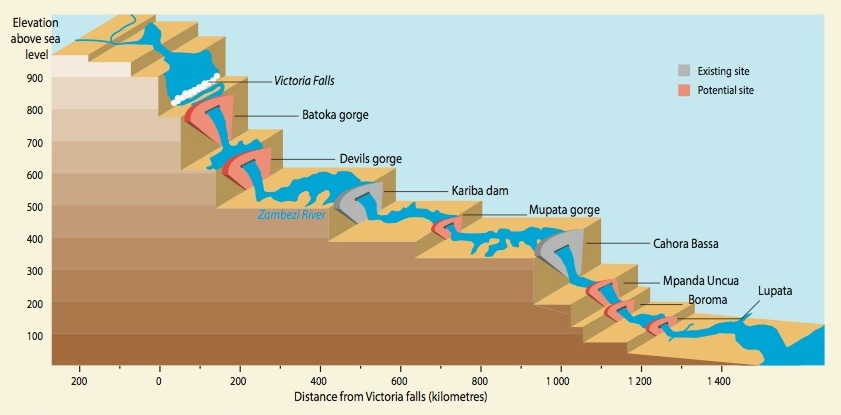 Elevation
above sea
level
900
800
700
600
500
400
300
200
100
Victoria Falls
Batoka gorge
Devils gorge
Zambezi River
Kariba dam
Mupata gorge
Cahora Bassa
Mpanda Uncua
Boroma
Lupata
Existing site
Potential site
200 0 200 400 600 800 1 000 1 200 1 400
Distance from Victoria falls (kilometres)